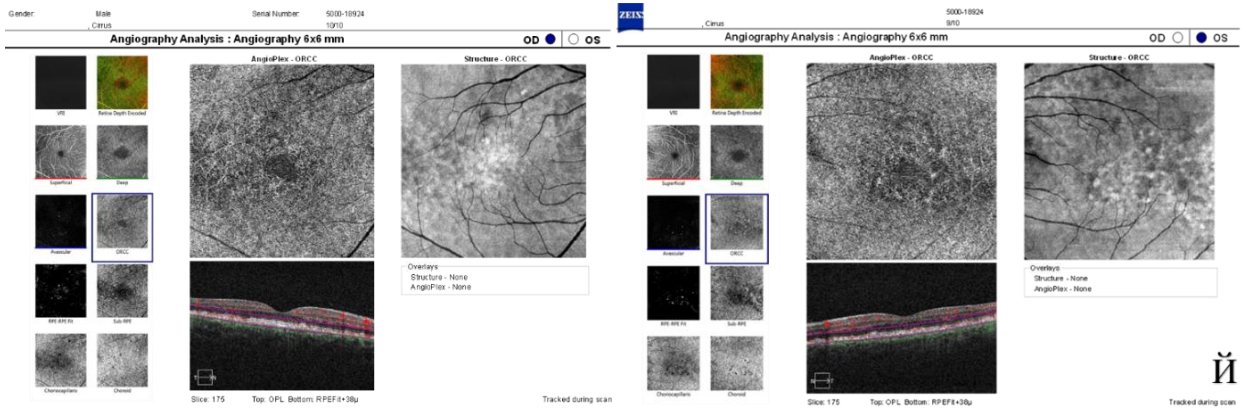 Gender: Male Serial Number: 5000-18924
, Cirrus 10/10
Angiography Analysis : Angiography 6x6 mm OD OS
AngioPlex - ORCC Structure - ORCC
VRI Retina Depth Encoded
Superficial Deep
Avascular ORCC
RPE-RPE Fit Sub-RPE
Choriocapillaris Choroid
Overlays
Structure - None
AngioPlex - None
T N
Slice: 175 Top: OPL Bottom: RPEFit+38µ Tracked during scan
ZEISS 5000-18924
, Cirrus 9/10
Angiography Analysis : Angiography 6x6 mm OD OS
AngioPlex - ORCC Structure - ORCC
VRI Retina Depth Encoded
Superficial Deep
Avascular ORCC
RPE-RPE Fit Sub-RPE
Choriocapillaris Choroid
Overlays
Structure - None
AngioPlex - None
N T
й
Slice: 175 Top: OPL Bottom: RPEFit+38µ Tracked during scan